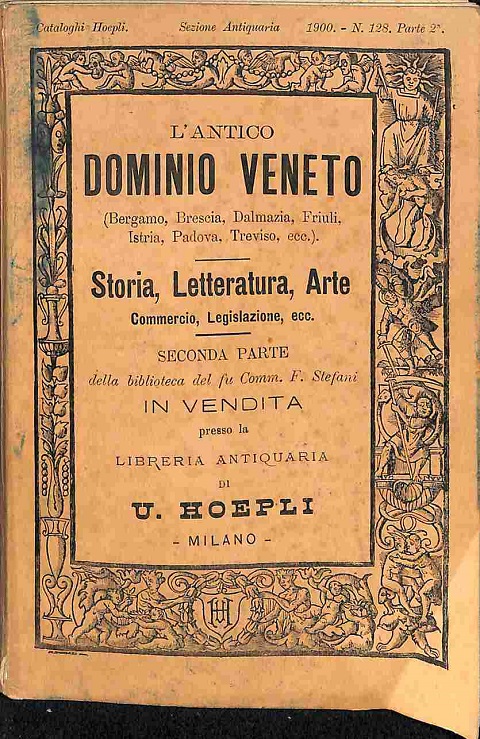 Cataloghi Hoepli. Sezione Antiquaria 1900. - N. 128. Parte 2ª.
L'ANTICO
DOMINIO VENETO
(Bergamo, Brescia, Dalmazia, Friuli,
Istria, Padova, Treviso, ecc.).
Storia, Letteratura, Arte
Commercio, Legislazione, ecc.
SECONDA PARTE
della biblioteca del fu Comm. F. Stefani
IN VENDITA
presso la
LIBRERIA ANTIQUARIA
DI
U. HOEPLI
- MILANO -